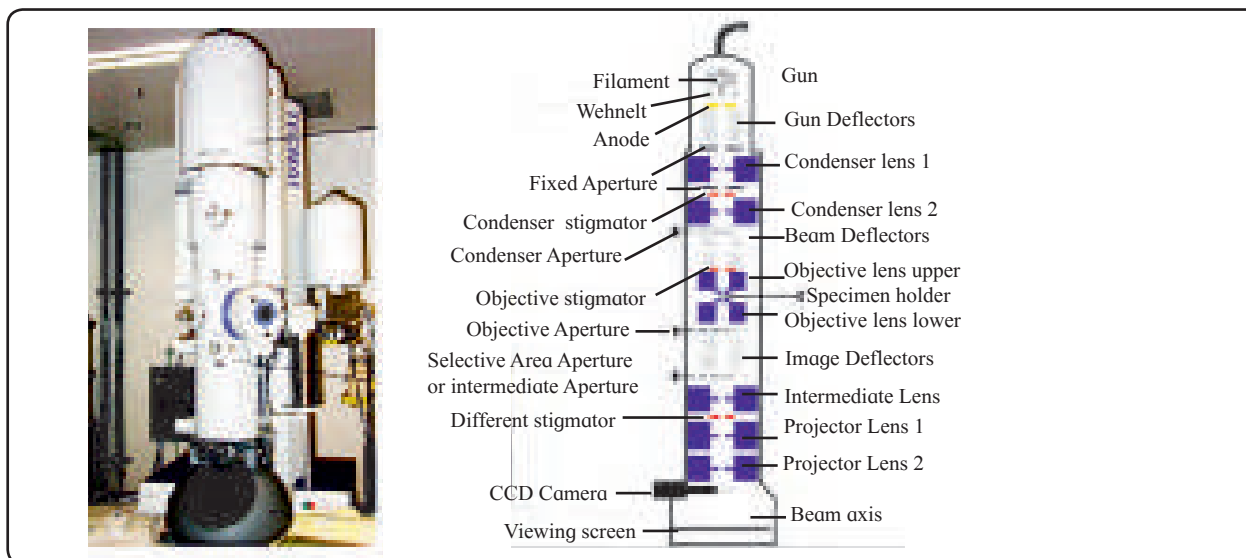 Filament
Gun
Wehnelt
Anode
Gun Deflectors
Fixed Aperture
Condenser lens 1
Condenser stigmator
Condenser lens 2
Condenser Aperture
Beam Deflectors
Objective stigmator
Objective lens upper
Specimen holder
Objective Aperture
Objective lens lower
Selective Area Aperture
or intermediate Aperture
Image Deflectors
Different stigmator
Intermediate Lens
Projector Lens 1
Projector Lens 2
CCD Camera
Beam axis
Viewing screen